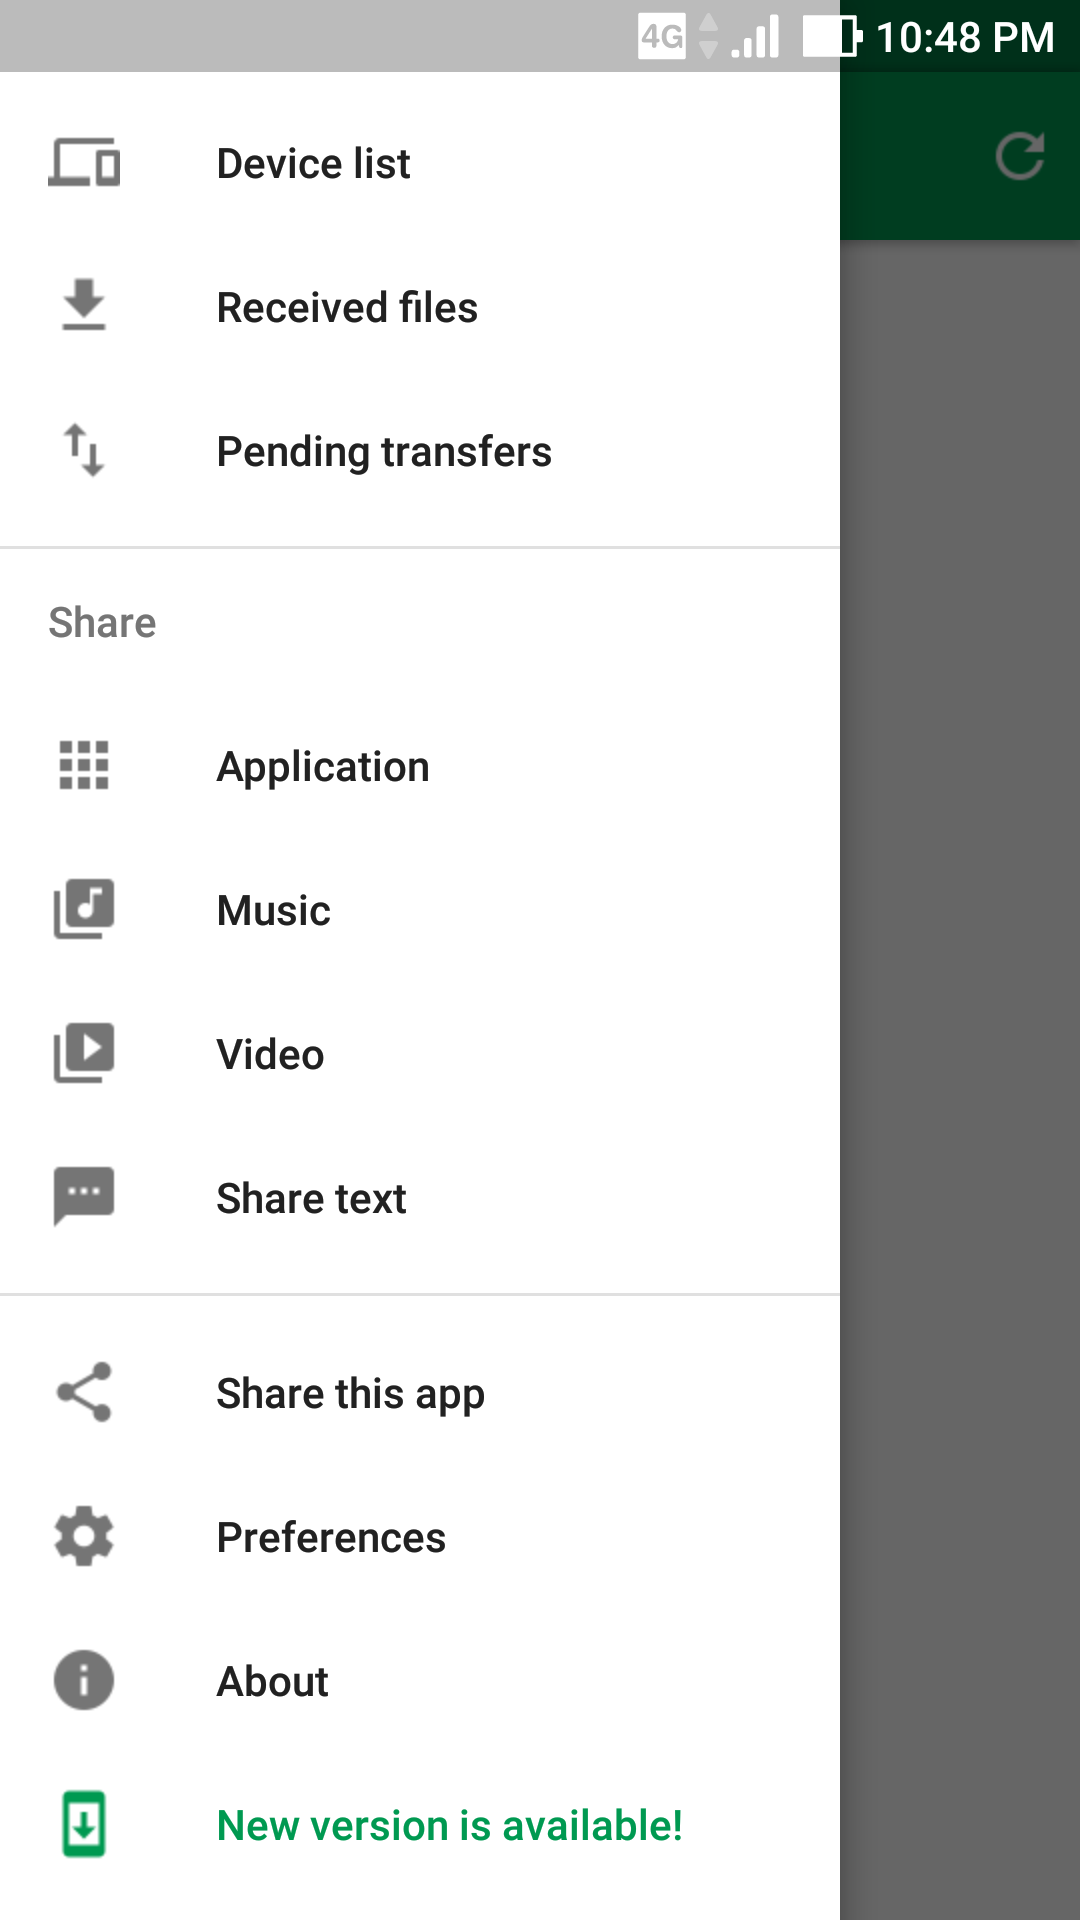 4G 10:48 PM
Device list
Received files
Pending transfers
Share
Application
Music
Video
Share text
Share this app
Preferences
About
New version is available!